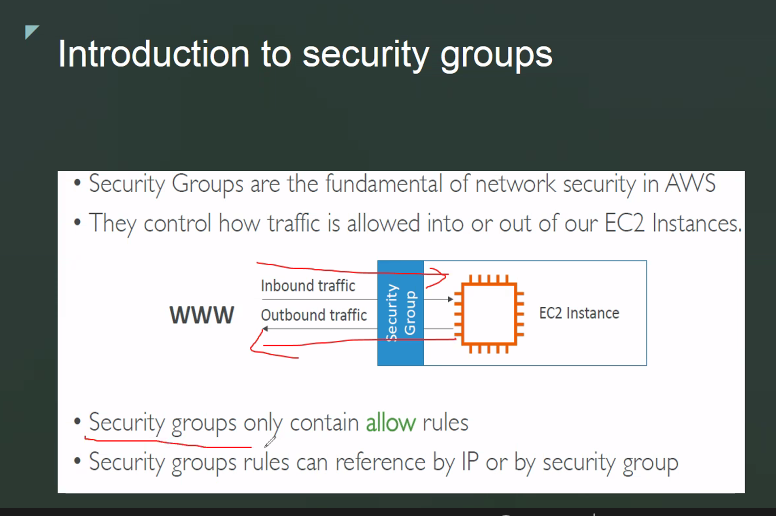 Introduction to security groups
• Security Groups are the fundamental of network security in AWS
• They control how traffic is allowed into or out of our EC2 Instances.
Inbound traffic
WWW
Outbound traffic
Security
Group
EC2 Instance
• Security groups only contain allow rules
• Security groups rules can reference by IP or by security group